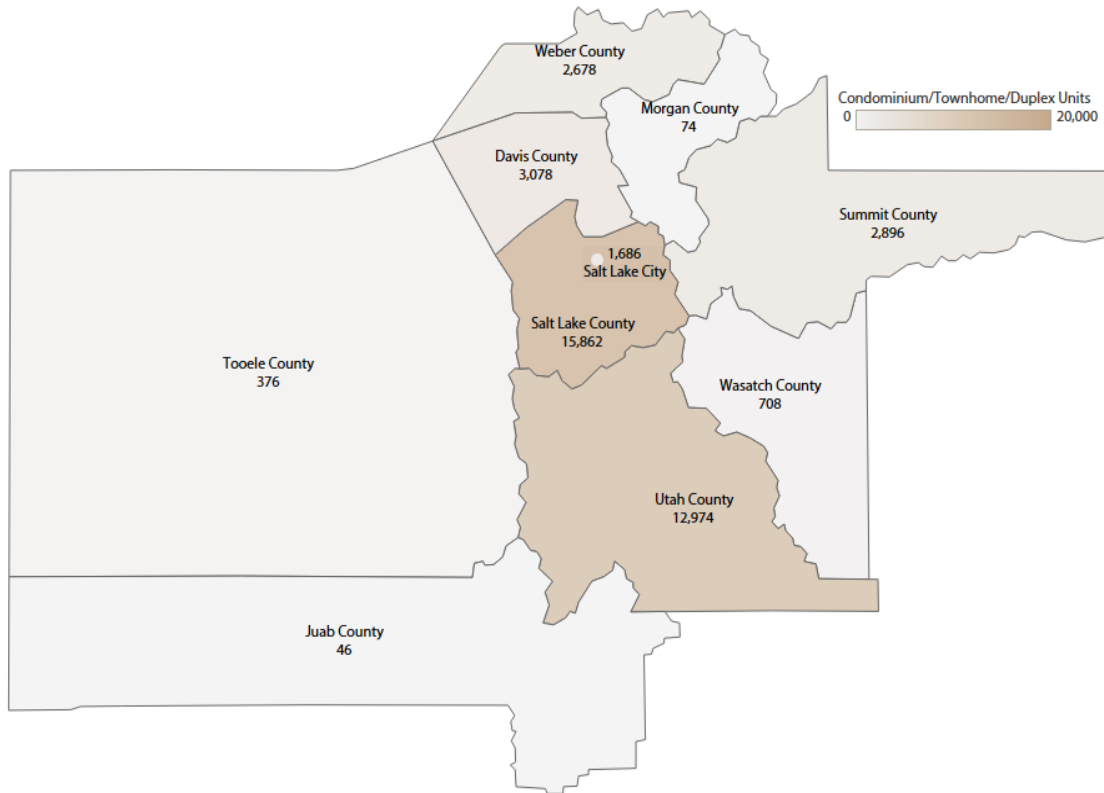 Weber County
2,678
Condominium/Townhome/Duplex Units
0
20,000
Morgan County
74
Davis County
3,078
Summit County
2,896
1,686
Salt Lake City
Salt Lake County
15,862
Tooele County
376
Wasatch County
708
Utah County
12,974
Juab County
46